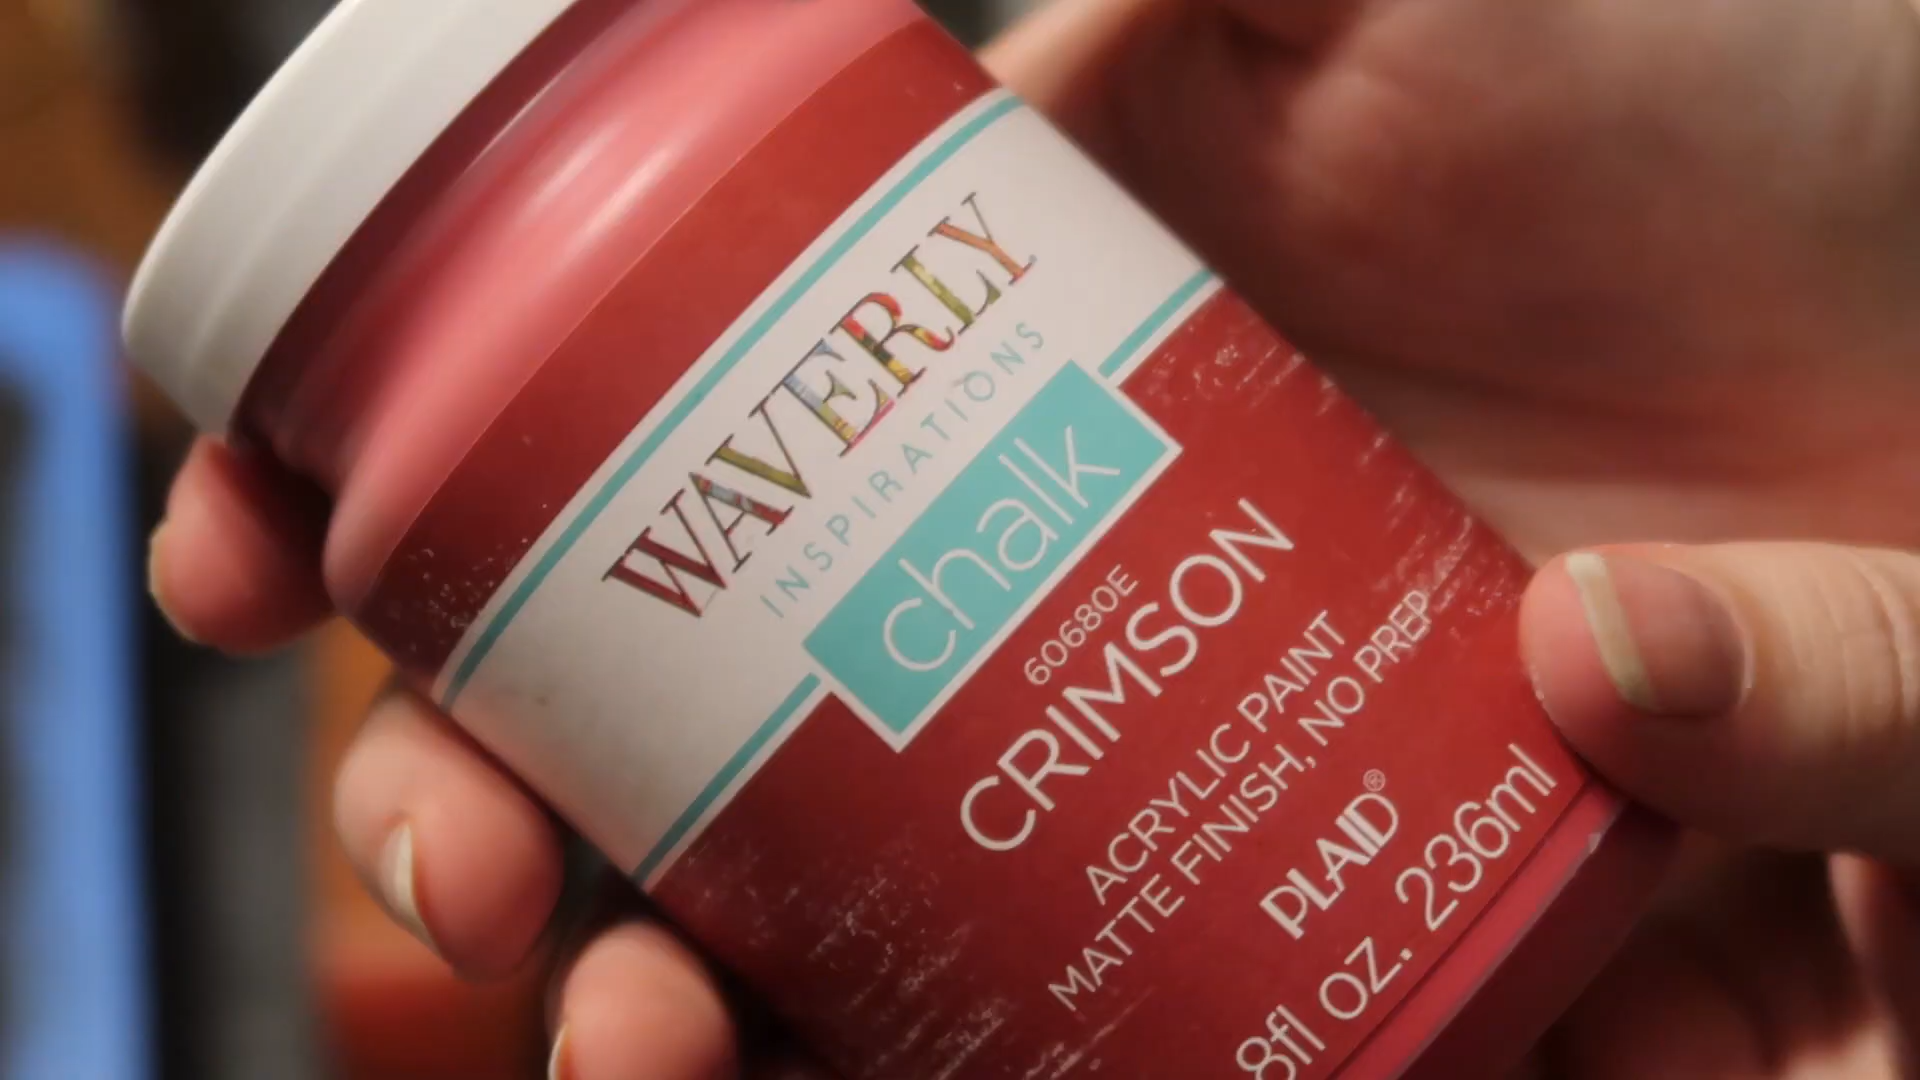 WAVERLY
INSPIRATIONS
chalk
60680E
CRIMSON
ACRYLIC PAINT
MATTE FINISH, NO PREP
PLAID®
8fl oz. 236ml